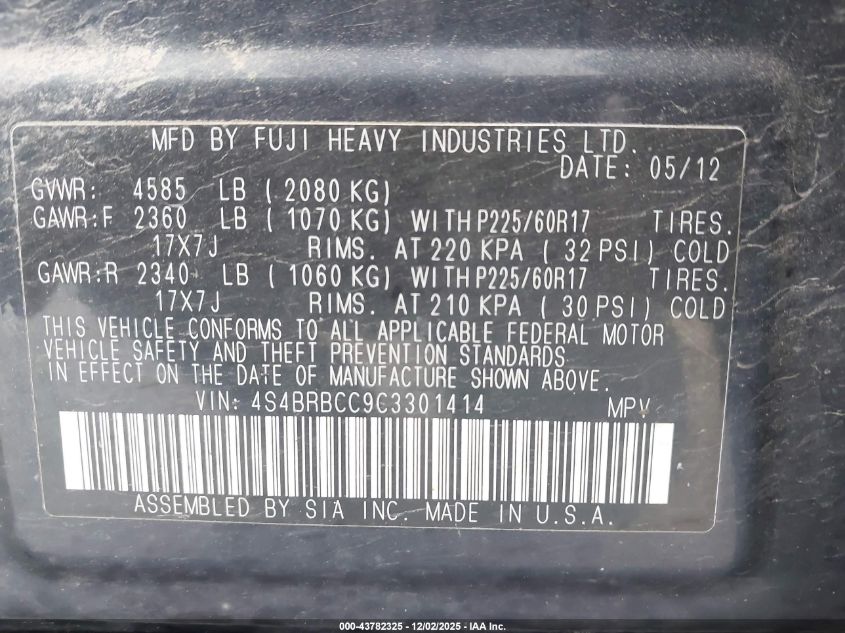 MFD BY FUJI HEAVY INDUSTRIES LTD.
DATE: 05/12
GVWR: 4585 LB ( 2080 KG)
GAWR:F 2360 LB ( 1070 KG) WITH P225/60R17 TIRES.
17X7J RIMS. AT 220 KPA ( 32 PSI) COLD
GAWR:R 2340 LB ( 1060 KG) WITH P225/60R17 TIRES.
17X7J RIMS. AT 210 KPA ( 30 PSI) COLD
THIS VEHICLE CONFORMS TO ALL APPLICABLE FEDERAL MOTOR
VEHICLE SAFETY AND THEFT PREVENTION STANDARDS
IN EFFECT ON THE DATE OF MANUFACTURE SHOWN ABOVE.
VIN: 4S4BRBCC9C3301414 MPV
ASSEMBLED BY SIA INC. MADE IN U.S.A.
000-43782325 - 12/02/2025 - IAA Inc.